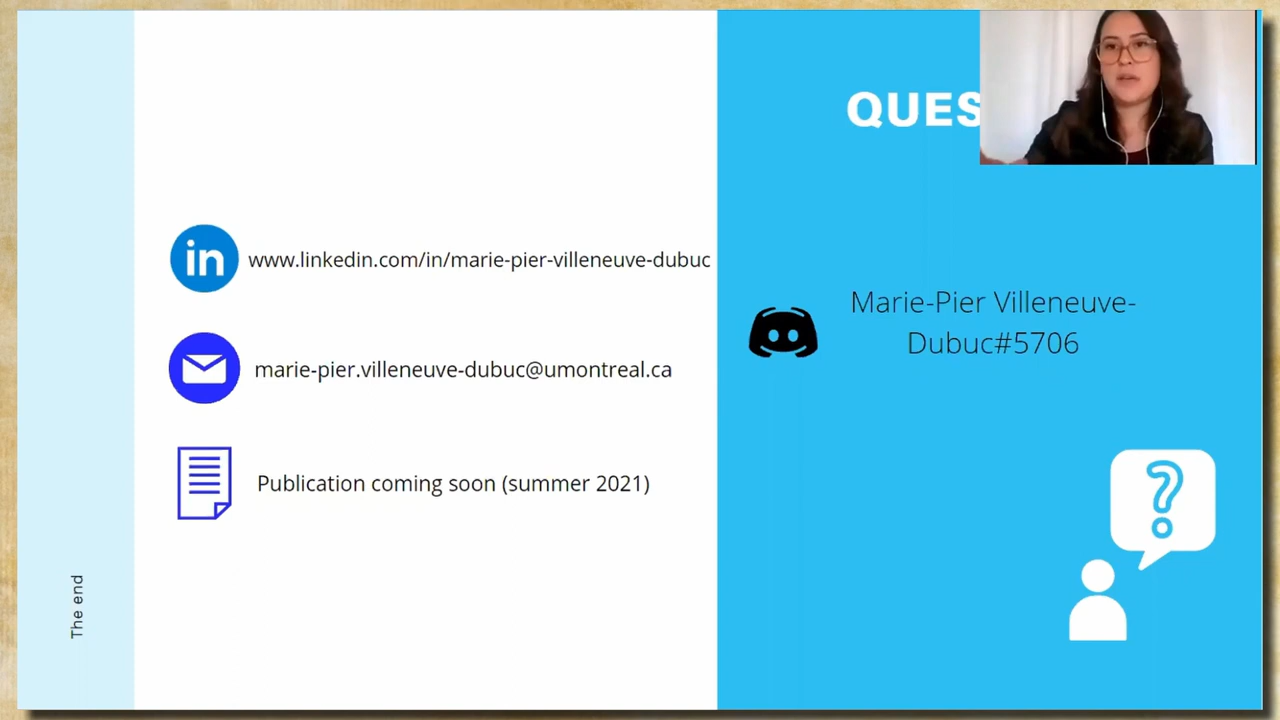 QUES
in www.linkedin.com/in/marie-pier-villeneuve-dubuc
marie-pier.villeneuve-dubuc@umontreal.ca
Publication coming soon (summer 2021)
The end
Marie-Pier Villeneuve-
Dubuc#5706
?